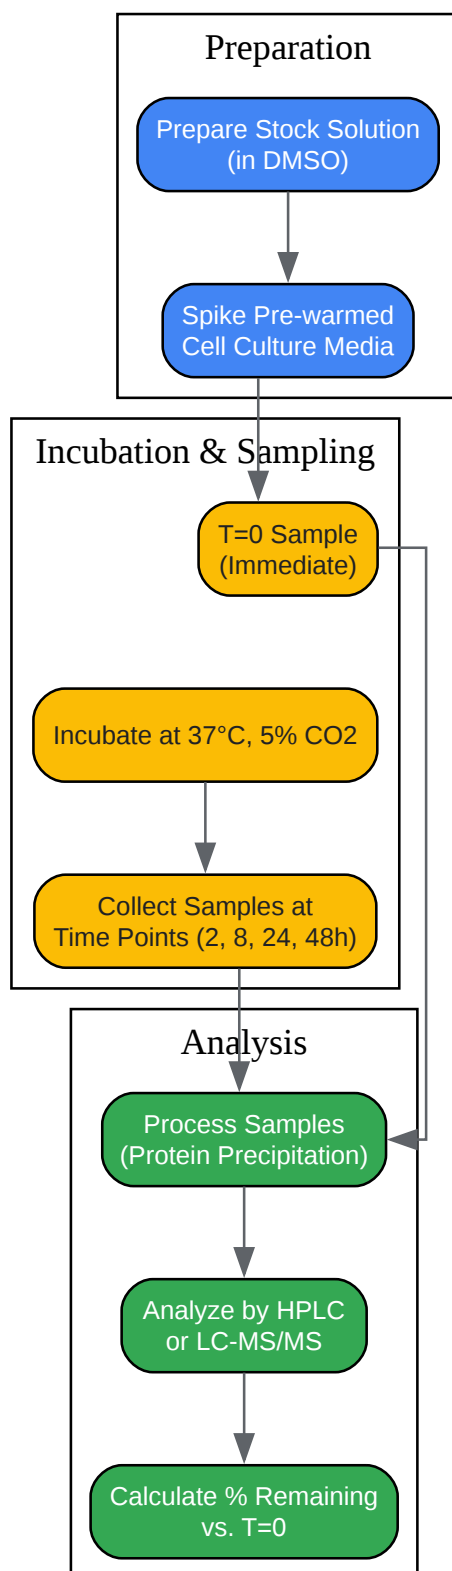 Preparation
Prepare Stock Solution
(in DMSO)
Spike Pre-warmed
Cell Culture Media
Incubation & Sampling
T=0 Sample
(Immediate)
Incubate at 37°C, 5% CO2
Collect Samples at
Time Points (2, 8, 24, 48h)
Analysis
Process Samples
(Protein Precipitation)
Analyze by HPLC
or LC-MS/MS
Calculate % Remaining
vs. T=0